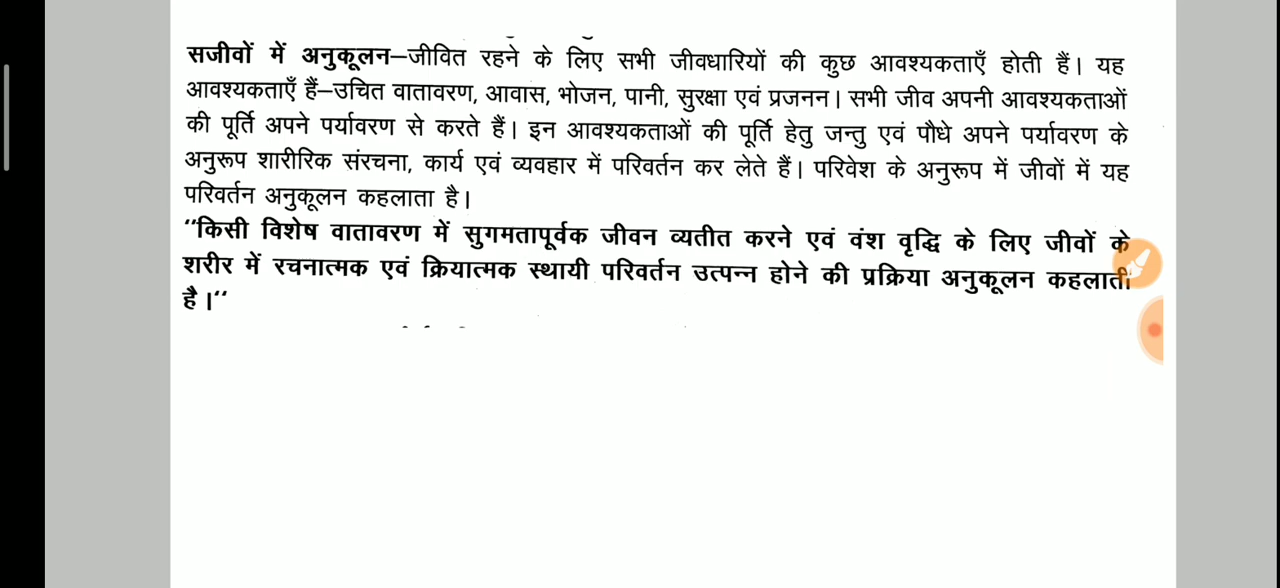 सजीवों में अनुकूलन–जीवित रहने के लिए सभी जीवधारियों की कुछ आवश्यकताएँ होती हैं। यह
आवश्यकताएँ हैं–उचित वातावरण, आवास, भोजन, पानी, सुरक्षा एवं प्रजनन। सभी जीव अपनी आवश्यकताओं
की पूर्ति अपने पर्यावरण से करते हैं। इन आवश्यकताओं की पूर्ति हेतु जन्तु एवं पौधे अपने पर्यावरण के
अनुरूप शारीरिक संरचना, कार्य एवं व्यवहार में परिवर्तन कर लेते हैं। परिवेश के अनुरूप में जीवों में यह
परिवर्तन अनुकूलन कहलाता है।
‘‘किसी विशेष वातावरण में सुगमतापूर्वक जीवन व्यतीत करने एवं वंश वृद्धि के लिए जीवों के
शरीर में रचनात्मक एवं क्रियात्मक स्थायी परिवर्तन उत्पन्न होने की प्रक्रिया अनुकूलन कहलाती
है।‘‘